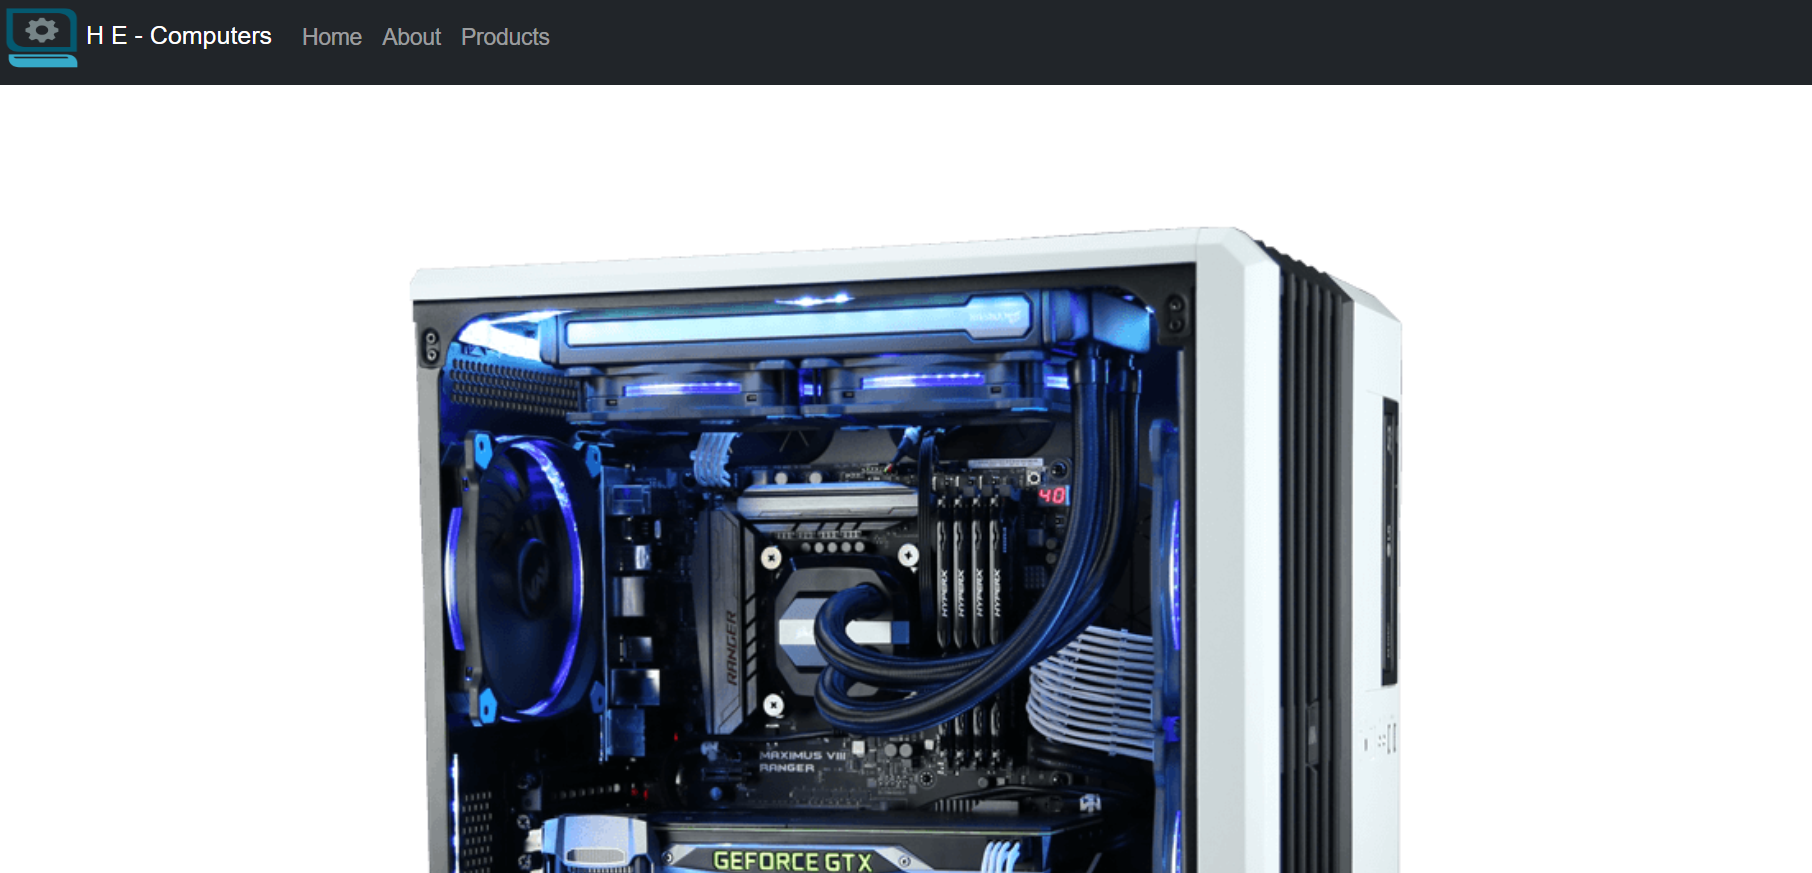 H E - Computers Home About Products
40
HYPERX HYPERX HYPERX HYPERX
RANGER
MAXIMUS VIII
RANGER
GEFORCE GTX